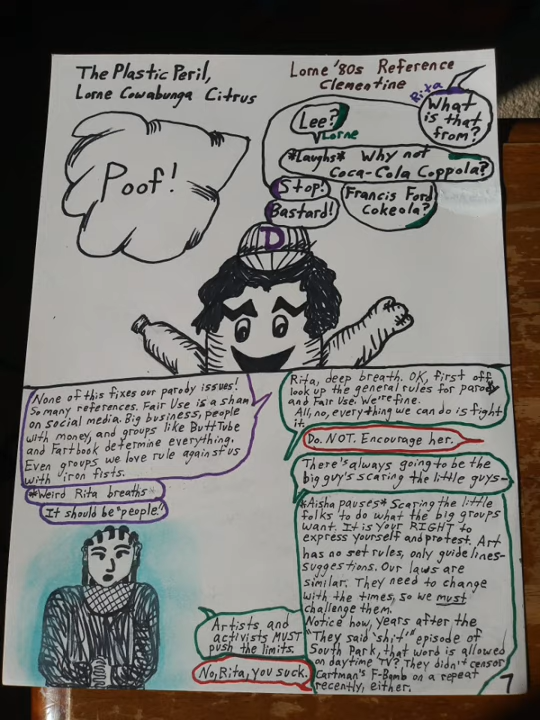 The Plastic Peril,
Lorne Cowabunga Citrus
Lorne '80s Reference
Clementine
Rita
What
is that
from?
Lee?
Lorne
*Laughs* Why not
Coca-Cola Coppola?
Stop!
Bastard!
Francis Ford
Cokeola?
Poof!
D
None of this fixes our parody issues!
So many references. Fair Use is a sham
on social media. Big business, people
with money, and groups like ButtTube
and Fartbook determine everything.
Even groups we love rule against us
with iron fists.
*Weird Rita breaths
It should be "people".
Rita, deep breath. OK, first off
look up the general rules for parody
and Fair Use. We're fine.
All, no, everything we can do is fight
it.
Do. NOT. Encourage her.
There's always going to be the
big guy's scaring the little guys-
*Aisha pauses* Scaring the little
folks to do what the big groups
want. It is your RIGHT to
express yourself and protest. Art
has no set rules, only guidelines-
suggestions. Our laws are
similar. They need to change
with the times, so we must
challenge them.
Notice how, years after the
"They said 'shit'" episode of
South Park, that word is allowed
on daytime TV? They didn't censor
Cartman's F-Bomb on a repeat
recently, either.
Artists, and
activists MUST
push the limits.
No, Rita, you suck.
7